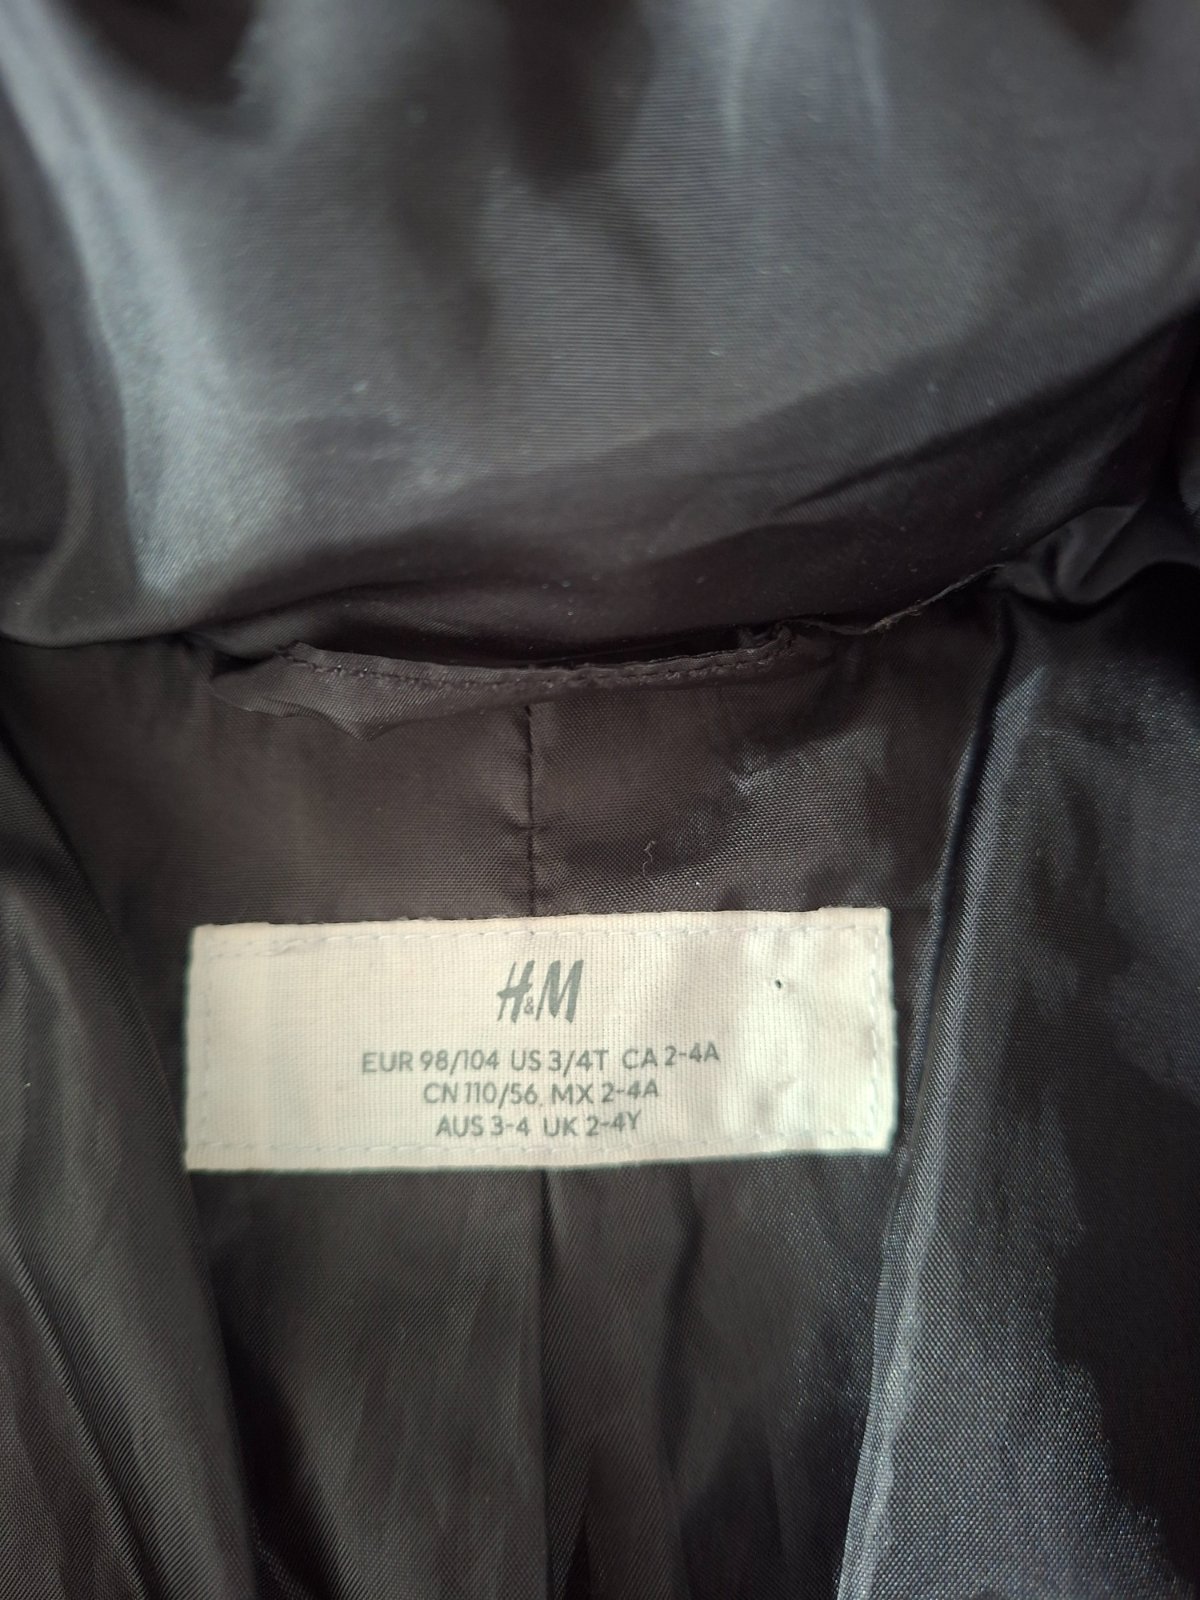 H&M
EUR 98/104 US 3/4T CA 2-4A
CN 110/56 MX 2-4A
AUS 3-4 UK 2-4Y